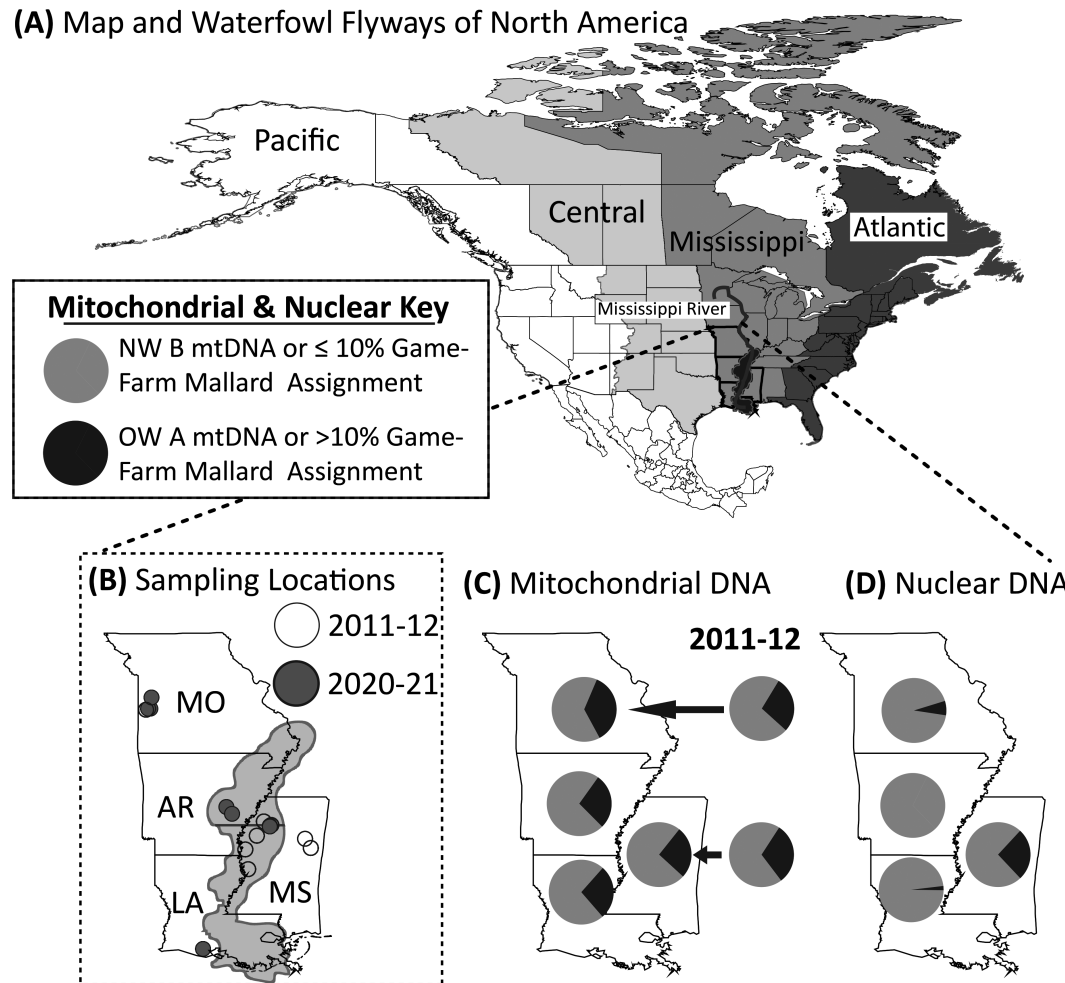 (A) Map and Waterfowl Flyways of North America
Pacific
Central
Mississippi
Atlantic
Mississippi River
Mitochondrial & Nuclear Key
NW B mtDNA or ≤ 10% Game-
Farm Mallard Assignment
OW A mtDNA or >10% Game-
Farm Mallard Assignment
(B) Sampling Locations
2011-12
2020-21
MO
AR
LA
MS
(C) Mitochondrial DNA
2011-12
(D) Nuclear DNA